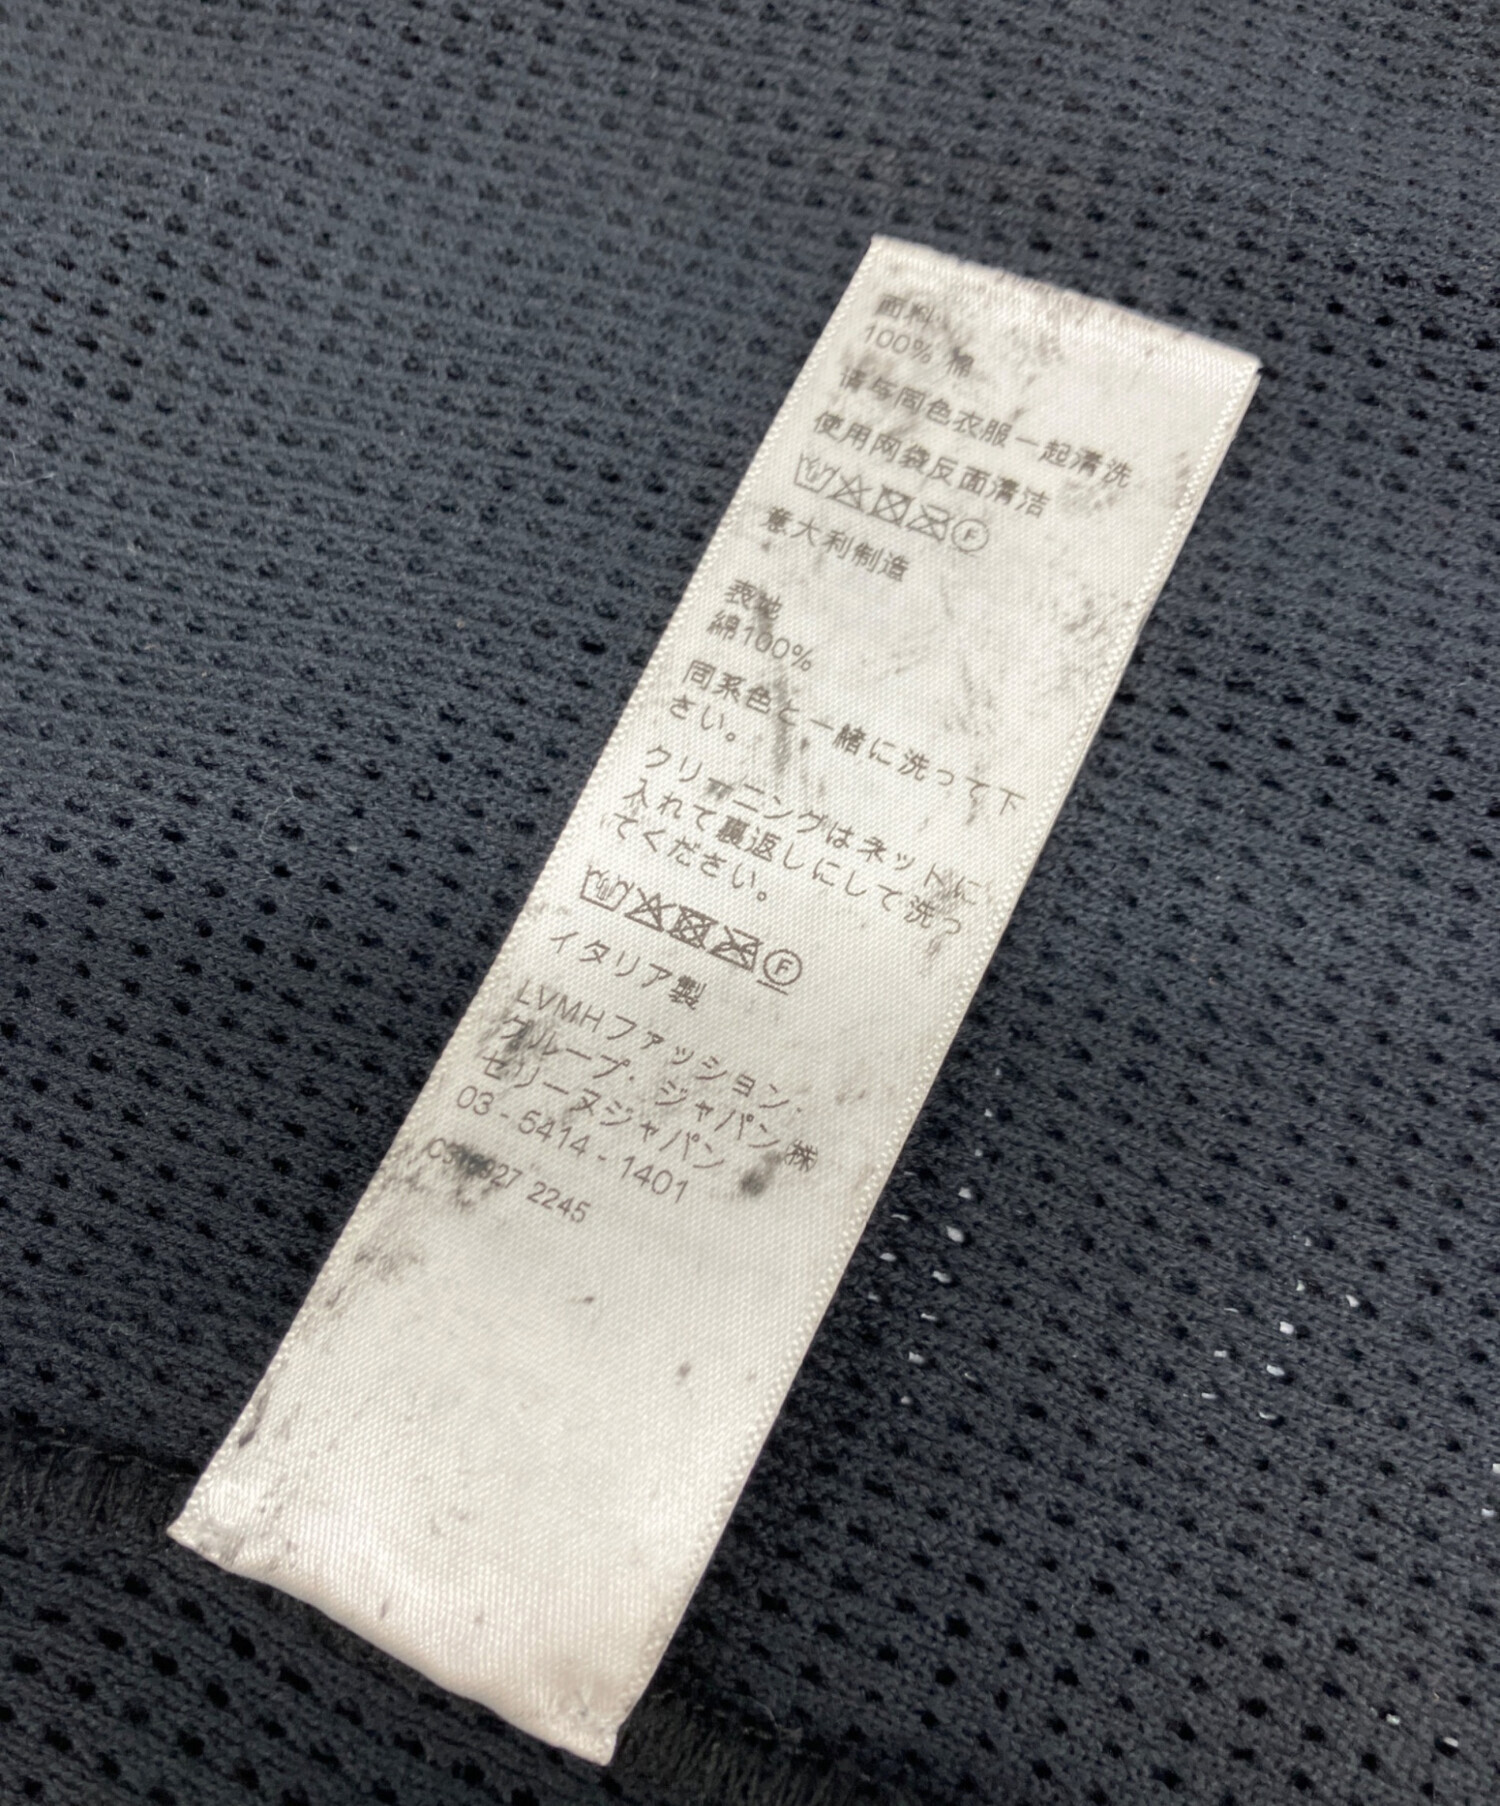 面料
100% 棉
请与同色衣服一起清洗
使用网袋反面清洁
F
意大利制造
表地
綿100%
同系色と一緒に洗って下
さい。
クリーニングはネットに
入れて裏返しにして洗っ
てください。
F
イタリア製
LVMHファッション・
グループ・ジャパン㈱
セリーヌジャパン
03-5414-1401
2245